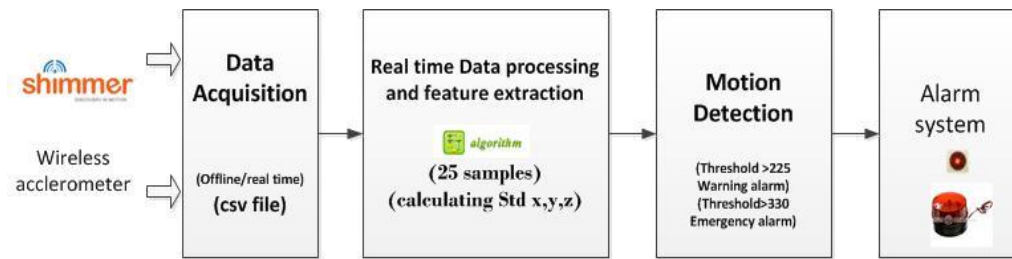 shimmer
Wireless
acclerometer
Data
Acquisition
(Offline/real time)
(csv file)
Real time Data processing
and feature extraction
algorithm
(25 samples)
(calculating Std x,y,z)
Motion
Detection
(Threshold >225
Warning alarm)
(Threshold>330
Emergency alarm)
Alarm
system